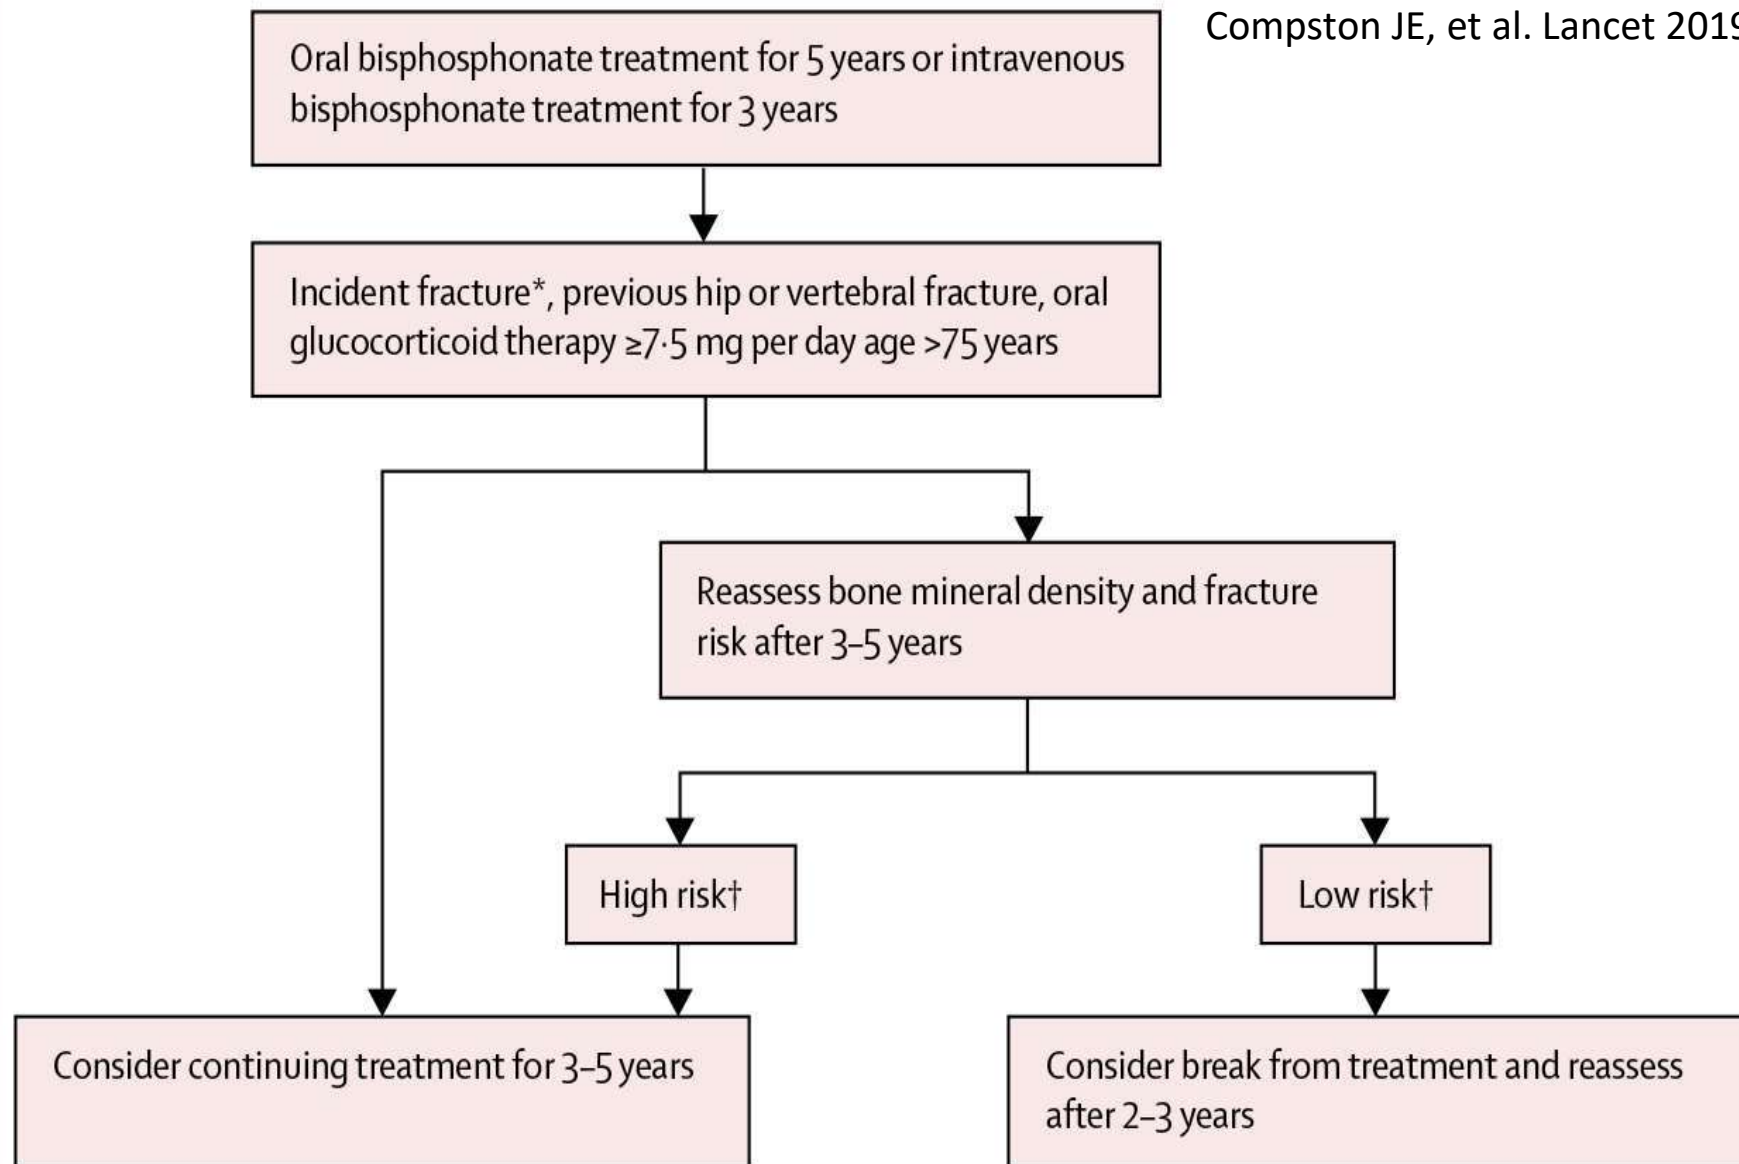 Compston JE, et al. Lancet 2019
Oral bisphosphonate treatment for 5 years or intravenous
bisphosphonate treatment for 3 years
Incident fracture*, previous hip or vertebral fracture, oral
glucocorticoid therapy ≥7·5 mg per day age >75 years
Reassess bone mineral density and fracture
risk after 3–5 years
High risk†
Low risk†
Consider continuing treatment for 3–5 years
Consider break from treatment and reassess
after 2–3 years